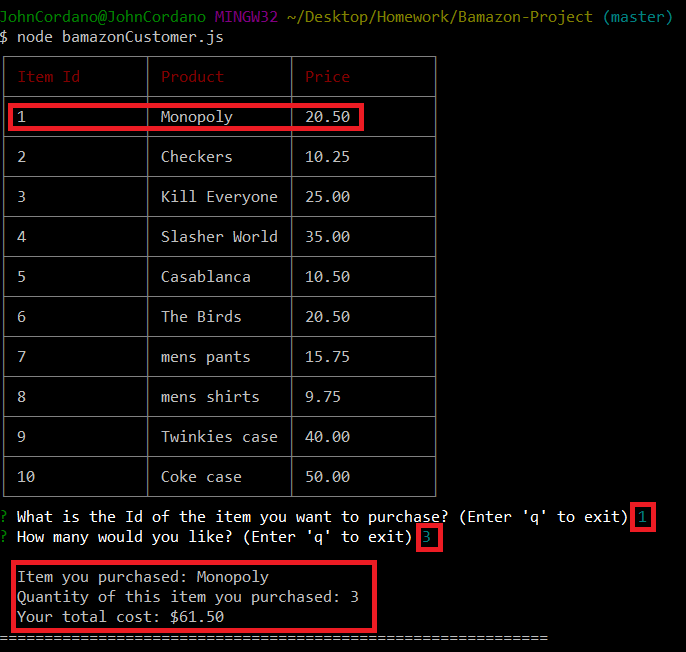 JohnCordano@JohnCordano MINGW32 ~/Desktop/Homework/Bamazon-Project (master)
$ node bamazonCustomer.js
Item Id Product Price
1 Monopoly 20.50
2 Checkers 10.25
3 Kill Everyone 25.00
4 Slasher World 35.00
5 Casablanca 10.50
6 The Birds 20.50
7 mens pants 15.75
8 mens shirts 9.75
9 Twinkies case 40.00
10 Coke case 50.00
? What is the Id of the item you want to purchase? (Enter 'q' to exit) 1
? How many would you like? (Enter 'q' to exit) 3
Item you purchased: Monopoly
Quantity of this item you purchased: 3
Your total cost: $61.50
=============================================================